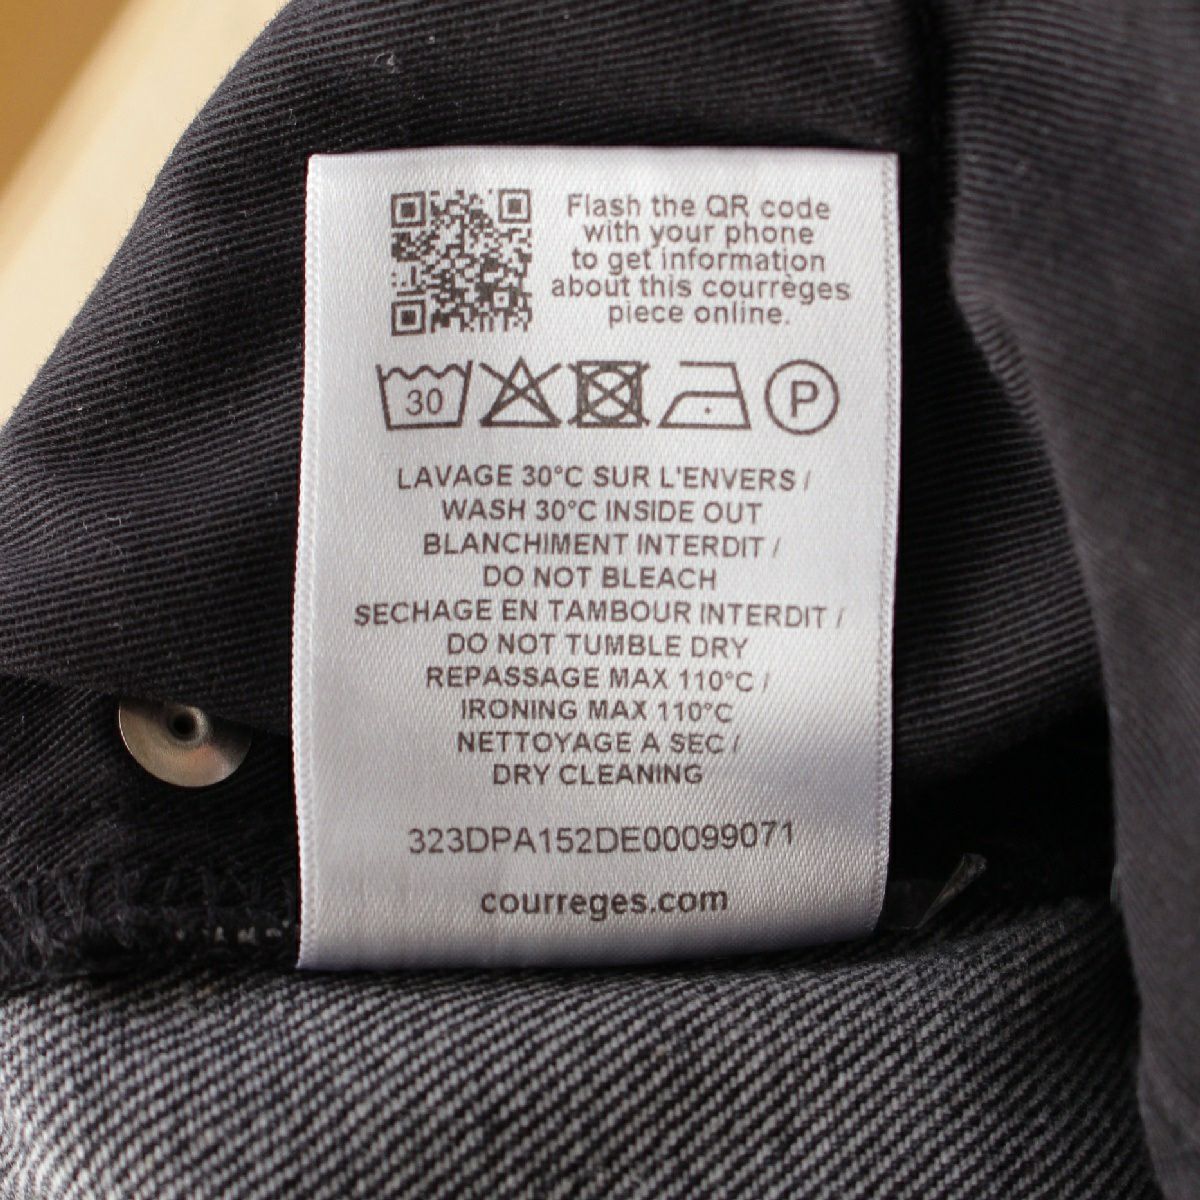 Flash the QR code
with your phone
to get information
about this courrèges
piece online.
30
P
LAVAGE 30°C SUR L'ENVERS /
WASH 30°C INSIDE OUT
BLANCHIMENT INTERDIT /
DO NOT BLEACH
SECHAGE EN TAMBOUR INTERDIT /
DO NOT TUMBLE DRY
REPASSAGE MAX 110°C /
IRONING MAX 110°C
NETTOYAGE A SEC /
DRY CLEANING
323DPA152DE00099071
courreges.com